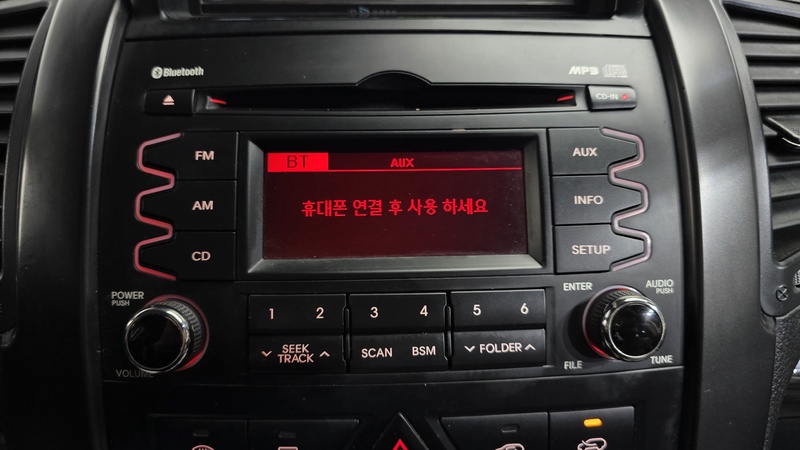 Bluetooth
MP3
CD-IN
FM
BT
AUX
AUX
AM
휴대폰 연결 후 사용 하세요
INFO
CD
SETUP
POWER
PUSH
VOLUME
1 2 3 4 5 6
SEEK
TRACK
SCAN BSM
FOLDER
ENTER
AUDIO
PUSH
FILE
TUNE